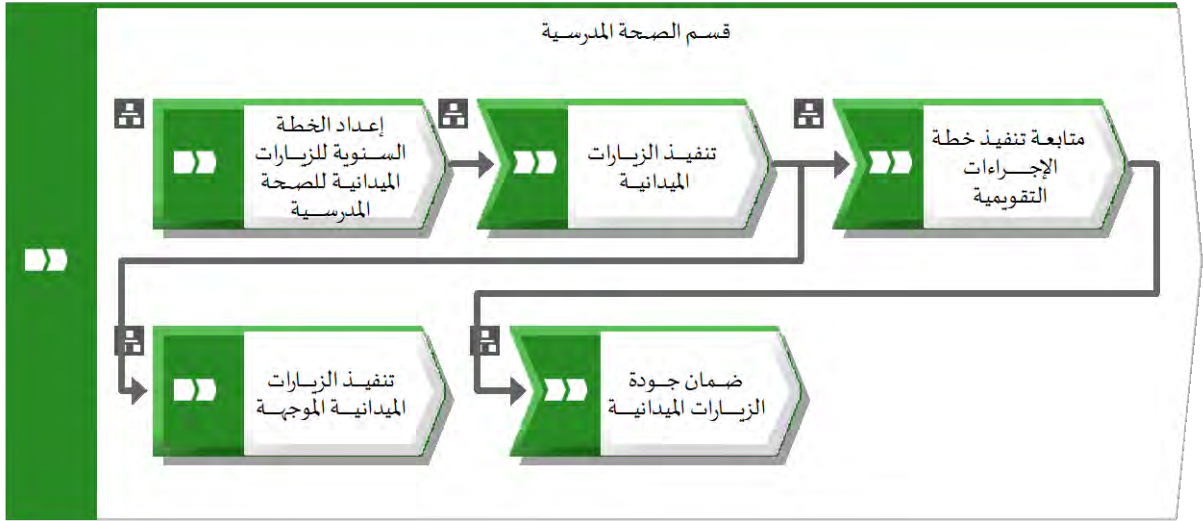 قسم الصحة المدرسية
إعداد الخطة
السنوية للزيارات
الميدانية للصحة
المدرسية
تنفيذ الزيارات
الميدانية
متابعة تنفيذ خطة
الإجراءات
التقويمية
تنفيذ الزيارات
الميدانية الموجهة
ضمان جودة
الزيارات الميدانية